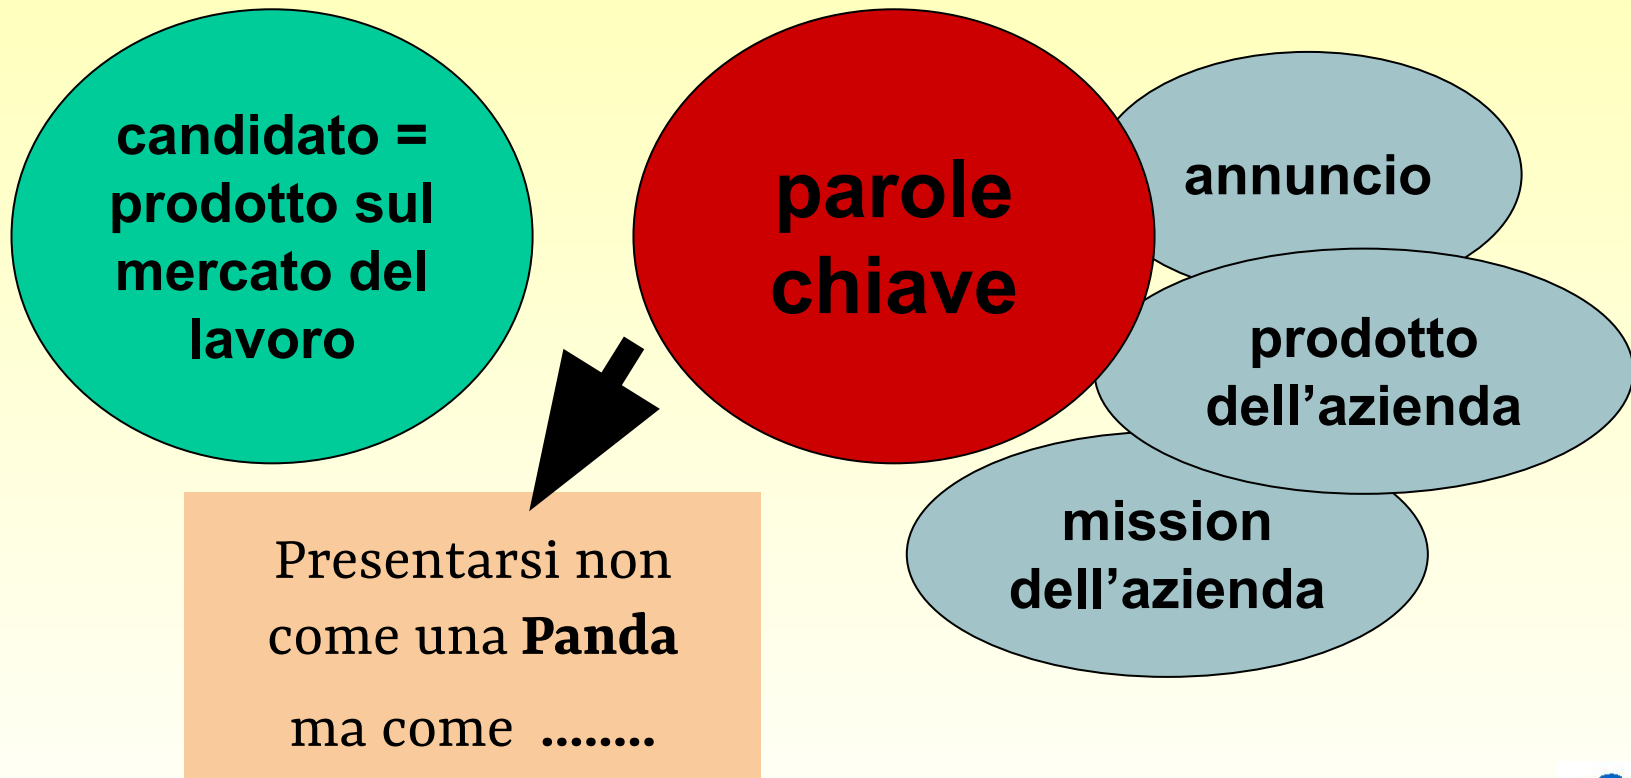 candidato =
prodotto sul
mercato del
lavoro
parole
chiave
annuncio
prodotto
dell’azienda
mission
dell’azienda
Presentarsi non
come una Panda
ma come ........